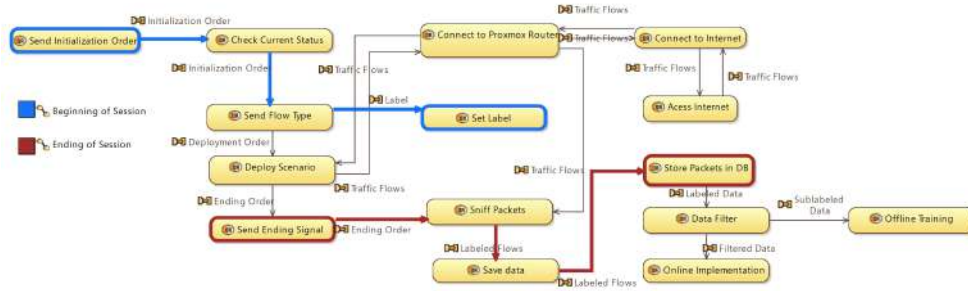 Initialization Order
Traffic Flows
Send Initialization Order
Check Current Status
Connect to Proxmox Router
Traffic Flows
Connect to Internet
Initialization Order
Traffic Flows
Traffic Flows
Traffic Flows
Beginning of Session
Label
Acess Internet
Send Flow Type
Set Label
Ending of Session
Deployment Order
Deploy Scenario
Traffic Flows
Traffic Flows
Store Packets in DB
Ending Order
Labeled Data
Sublabeled
Data
Sniff Packets
Data Filter
Offline Training
Send Ending Signal
Ending Order
Labeled Flows
Filtered Data
Save data
Online Implementation
Labeled Flows